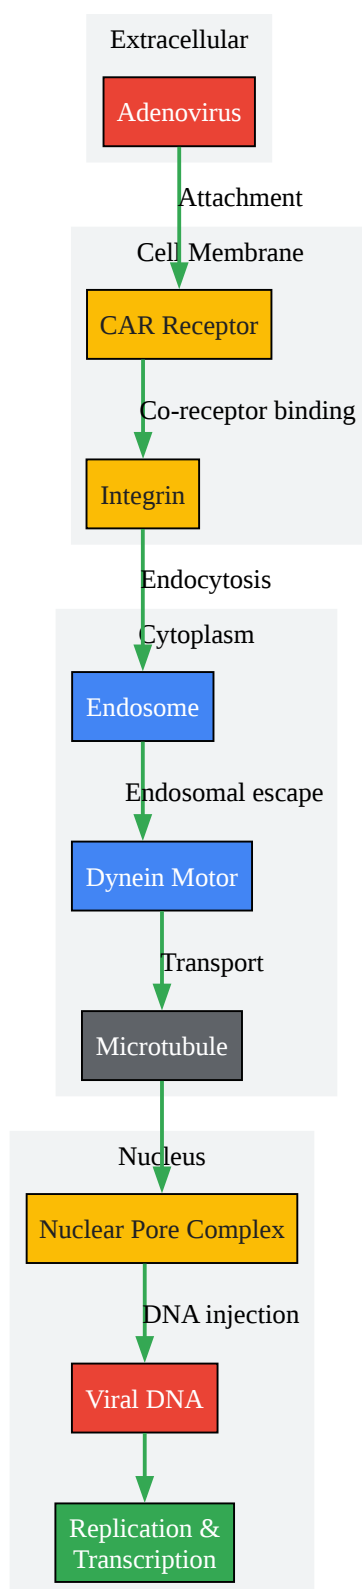 Extracellular
Adenovirus
Attachment
Cell Membrane
CAR Receptor
Co-receptor binding
Integrin
Endocytosis
Cytoplasm
Endosome
Endosomal escape
Dynein Motor
Transport
Microtubule
Nucleus
Nuclear Pore Complex
DNA injection
Viral DNA
Replication &
Transcription